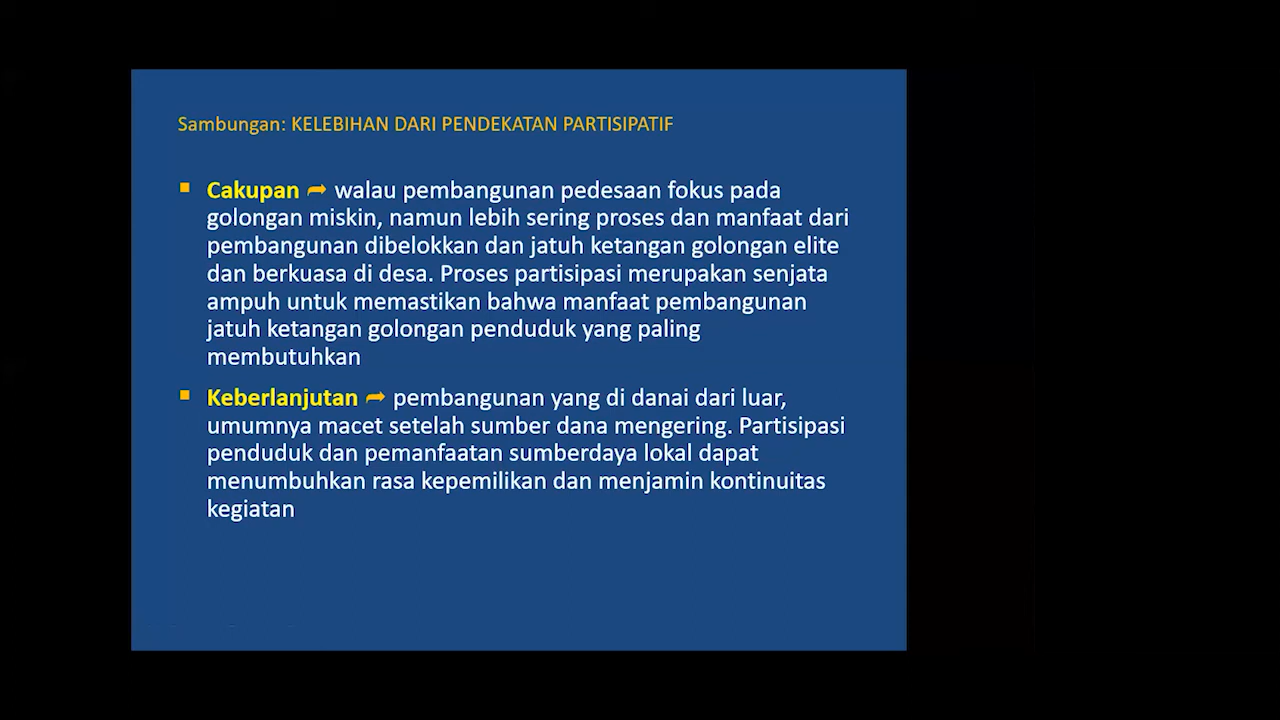 Sambungan: KELEBIHAN DARI PENDEKATAN PARTISIPATIF
▪ Cakupan ➦ walau pembangunan pedesaan fokus pada
golongan miskin, namun lebih sering proses dan manfaat dari
pembangunan dibelokkan dan jatuh ketangan golongan elite
dan berkuasa di desa. Proses partisipasi merupakan senjata
ampuh untuk memastikan bahwa manfaat pembangunan
jatuh ketangan golongan penduduk yang paling
membutuhkan
▪ Keberlanjutan ➦ pembangunan yang di danai dari luar,
umumnya macet setelah sumber dana mengering. Partisipasi
penduduk dan pemanfaatan sumberdaya lokal dapat
menumbuhkan rasa kepemilikan dan menjamin kontinuitas
kegiatan